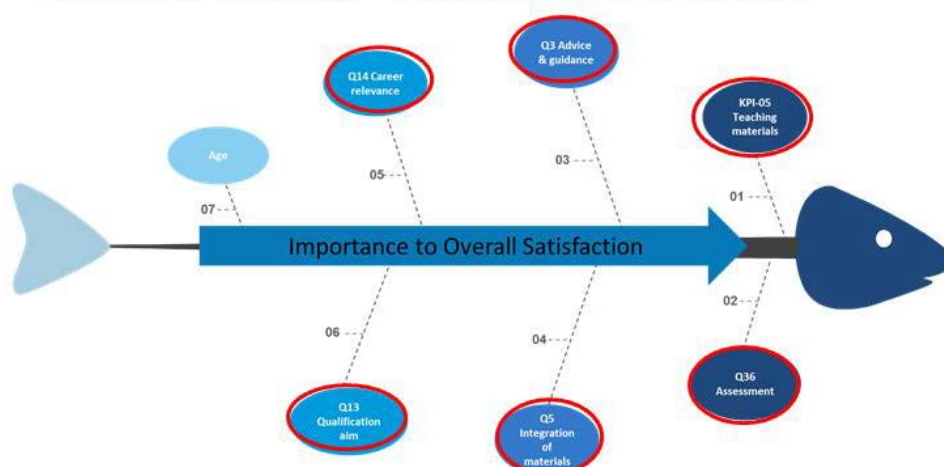 Q3 Advice
& guidance
Q14 Career
relevance
KPI-05
Teaching
materials
Age
03
05
01
07
Importance to Overall Satisfaction
02
06
04
Q36
Assessment
Q13
Qualification
aim
Q5
Integration
of
materials